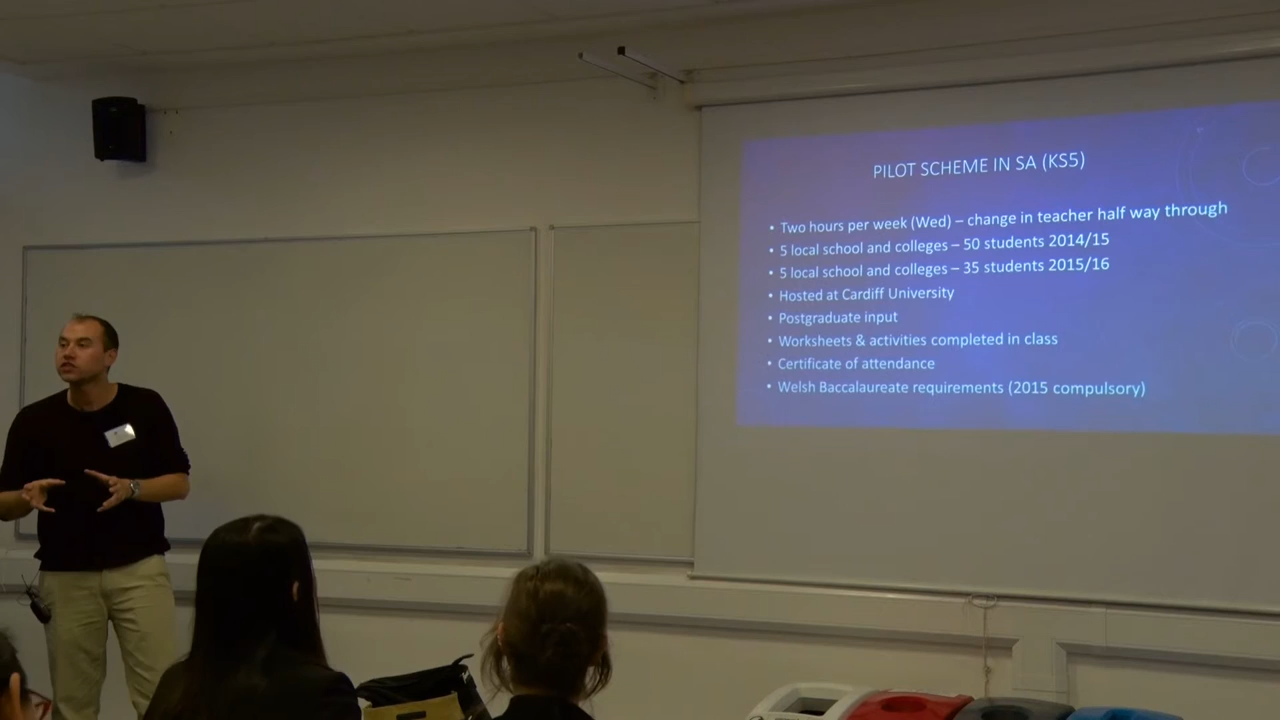 PILOT SCHEME IN SA (KS5)
• Two hours per week (Wed) – change in teacher half way through
• 5 local school and colleges – 50 students 2014/15
• 5 local school and colleges – 35 students 2015/16
• Hosted at Cardiff University
• Postgraduate input
• Worksheets & activities completed in class
• Certificate of attendance
• Welsh Baccalaureate requirements (2015 compulsory)